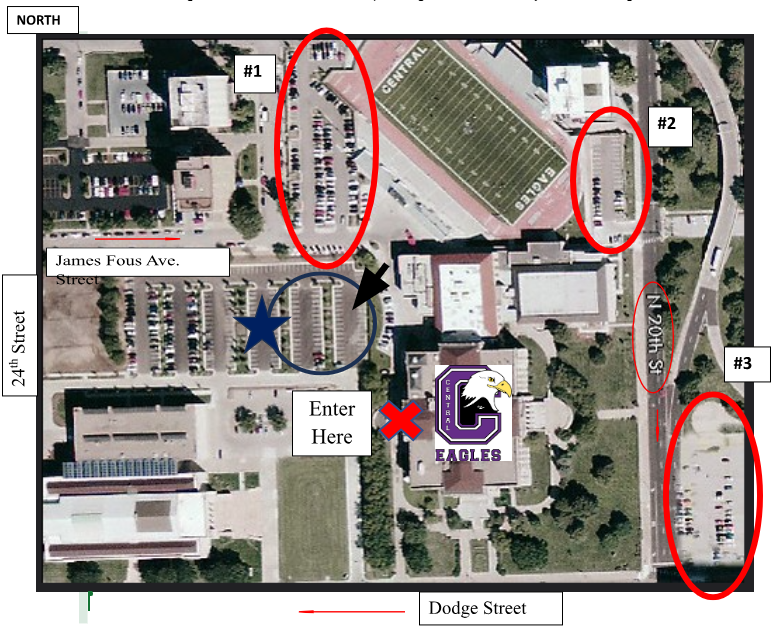 NORTH
#1
CENTRAL
#2
EAGLES
James Fous Ave.
Street
N 20th St
24th Street
#3
Enter
Here
CENTRAL
C
EAGLES
Dodge Street